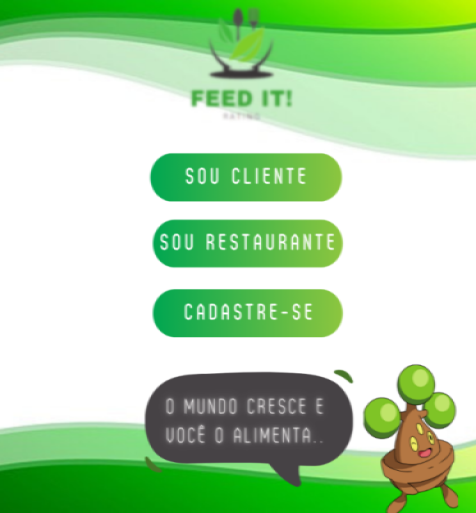 FEED IT!
RATING
SOU CLIENTE
SOU RESTAURANTE
CADASTRE-SE
O MUNDO CRESCE E
VOCÊ O ALIMENTA..